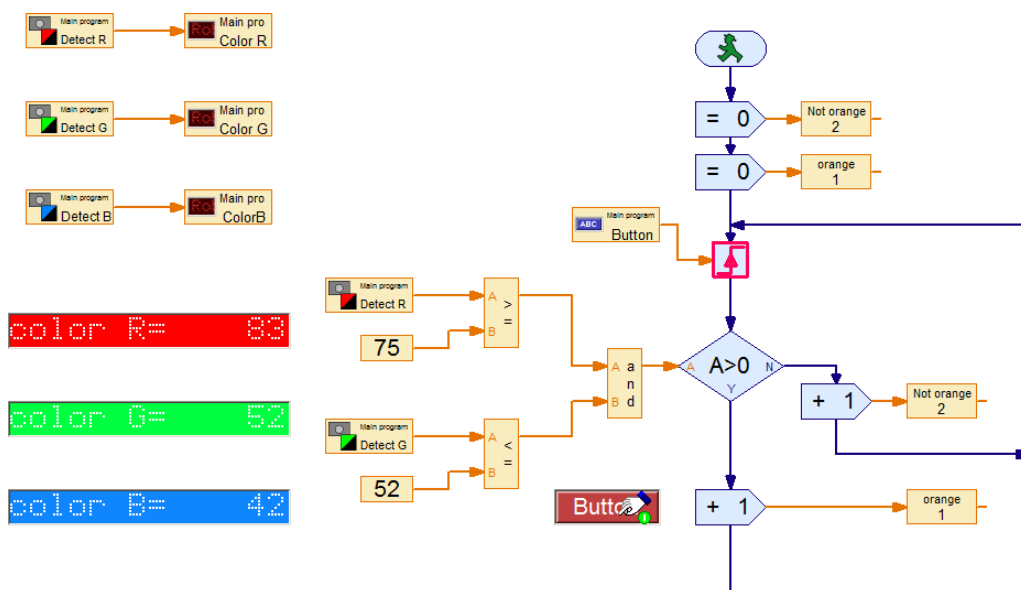 Main program
Detect R
Main pro
Color R
Main program
Detect G
Main pro
Color G
Main program
Detect B
Main pro
ColorB
color R= 83
color G= 52
color B= 42
= 0
Not orange
2
= 0
orange
1
Main program
ABC
Button
Main program
Detect R
75
A
B
>
=
Main program
Detect G
52
A
B
<
=
A
B
a
n
d
A
A>0
N
Y
+ 1
Not orange
2
+ 1
orange
1